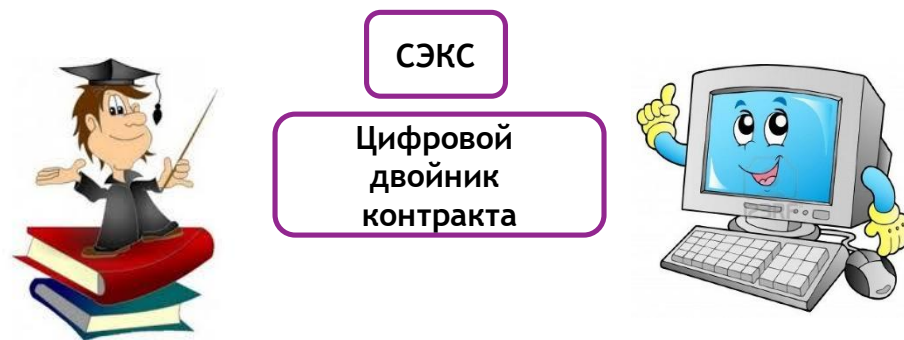 СЭКС
Цифровой
двойник
контракта